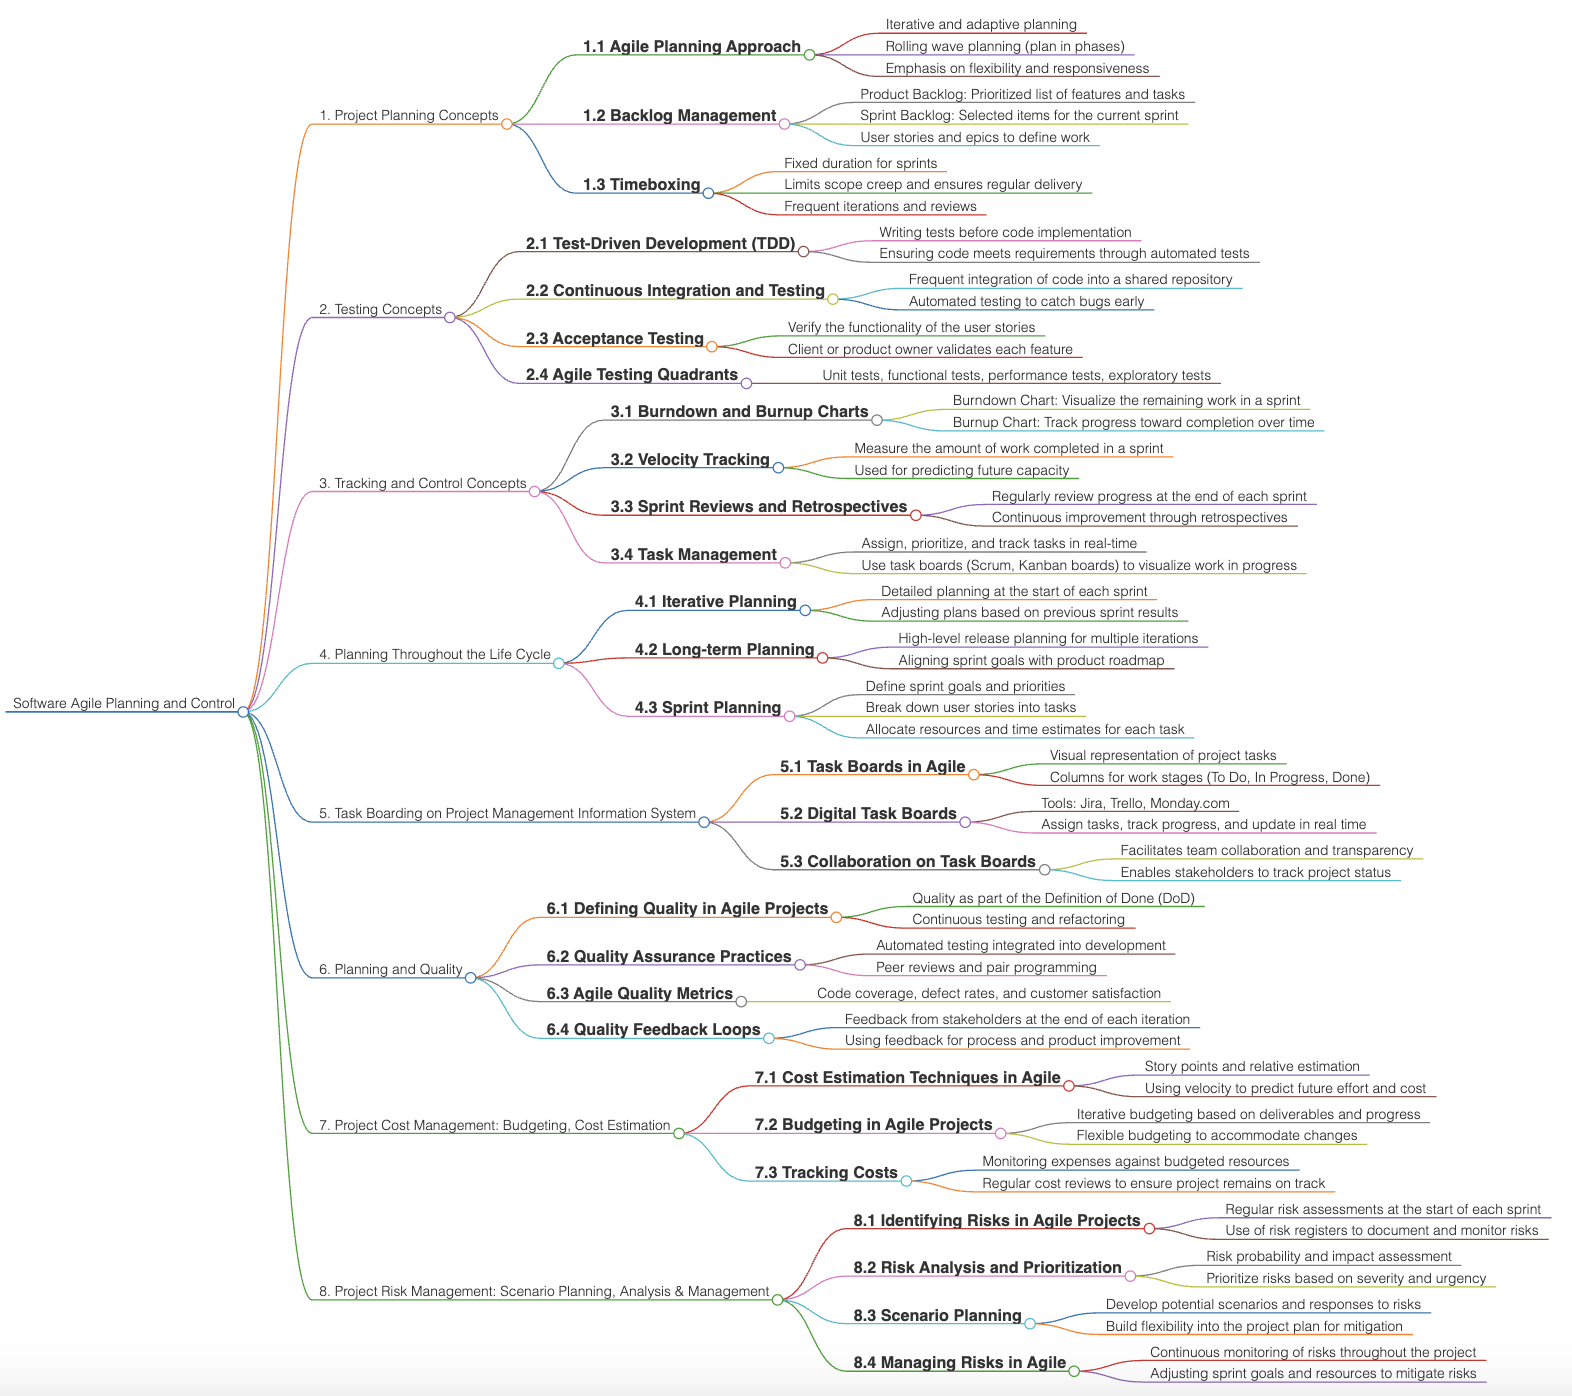 Software Agile Planning and Control
1. Project Planning Concepts
1.1 Agile Planning Approach
Iterative and adaptive planning
Rolling wave planning (plan in phases)
Emphasis on flexibility and responsiveness
1.2 Backlog Management
Product Backlog: Prioritized list of features and tasks
Sprint Backlog: Selected items for the current sprint
User stories and epics to define work
1.3 Timeboxing
Fixed duration for sprints
Limits scope creep and ensures regular delivery
Frequent iterations and reviews
2. Testing Concepts
2.1 Test-Driven Development (TDD)
Writing tests before code implementation
Ensuring code meets requirements through automated tests
2.2 Continuous Integration and Testing
Frequent integration of code into a shared repository
Automated testing to catch bugs early
2.3 Acceptance Testing
Verify the functionality of the user stories
Client or product owner validates each feature
2.4 Agile Testing Quadrants
Unit tests, functional tests, performance tests, exploratory tests
3. Tracking and Control Concepts
3.1 Burndown and Burnup Charts
Burndown Chart: Visualize the remaining work in a sprint
Burnup Chart: Track progress toward completion over time
3.2 Velocity Tracking
Measure the amount of work completed in a sprint
Used for predicting future capacity
3.3 Sprint Reviews and Retrospectives
Regularly review progress at the end of each sprint
Continuous improvement through retrospectives
3.4 Task Management
Assign, prioritize, and track tasks in real-time
Use task boards (Scrum, Kanban boards) to visualize work in progress
4. Planning Throughout the Life Cycle
4.1 Iterative Planning
Detailed planning at the start of each sprint
Adjusting plans based on previous sprint results
4.2 Long-term Planning
High-level release planning for multiple iterations
Aligning sprint goals with product roadmap
4.3 Sprint Planning
Define sprint goals and priorities
Break down user stories into tasks
Allocate resources and time estimates for each task
5. Task Boarding on Project Management Information System
5.1 Task Boards in Agile
Visual representation of project tasks
Columns for work stages (To Do, In Progress, Done)
5.2 Digital Task Boards
Tools: Jira, Trello, Monday.com
Assign tasks, track progress, and update in real time
5.3 Collaboration on Task Boards
Facilitates team collaboration and transparency
Enables stakeholders to track project status
6. Planning and Quality
6.1 Defining Quality in Agile Projects
Quality as part of the Definition of Done (DoD)
Continuous testing and refactoring
6.2 Quality Assurance Practices
Automated testing integrated into development
Peer reviews and pair programming
6.3 Agile Quality Metrics
Code coverage, defect rates, and customer satisfaction
6.4 Quality Feedback Loops
Feedback from stakeholders at the end of each iteration
Using feedback for process and product improvement
7. Project Cost Management: Budgeting, Cost Estimation
7.1 Cost Estimation Techniques in Agile
Story points and relative estimation
Using velocity to predict future effort and cost
7.2 Budgeting in Agile Projects
Iterative budgeting based on deliverables and progress
Flexible budgeting to accommodate changes
7.3 Tracking Costs
Monitoring expenses against budgeted resources
Regular cost reviews to ensure project remains on track
8. Project Risk Management: Scenario Planning, Analysis & Management
8.1 Identifying Risks in Agile Projects
Regular risk assessments at the start of each sprint
Use of risk registers to document and monitor risks
8.2 Risk Analysis and Prioritization
Risk probability and impact assessment
Prioritize risks based on severity and urgency
8.3 Scenario Planning
Develop potential scenarios and responses to risks
Build flexibility into the project plan for mitigation
8.4 Managing Risks in Agile
Continuous monitoring of risks throughout the project
Adjusting sprint goals and resources to mitigate risks